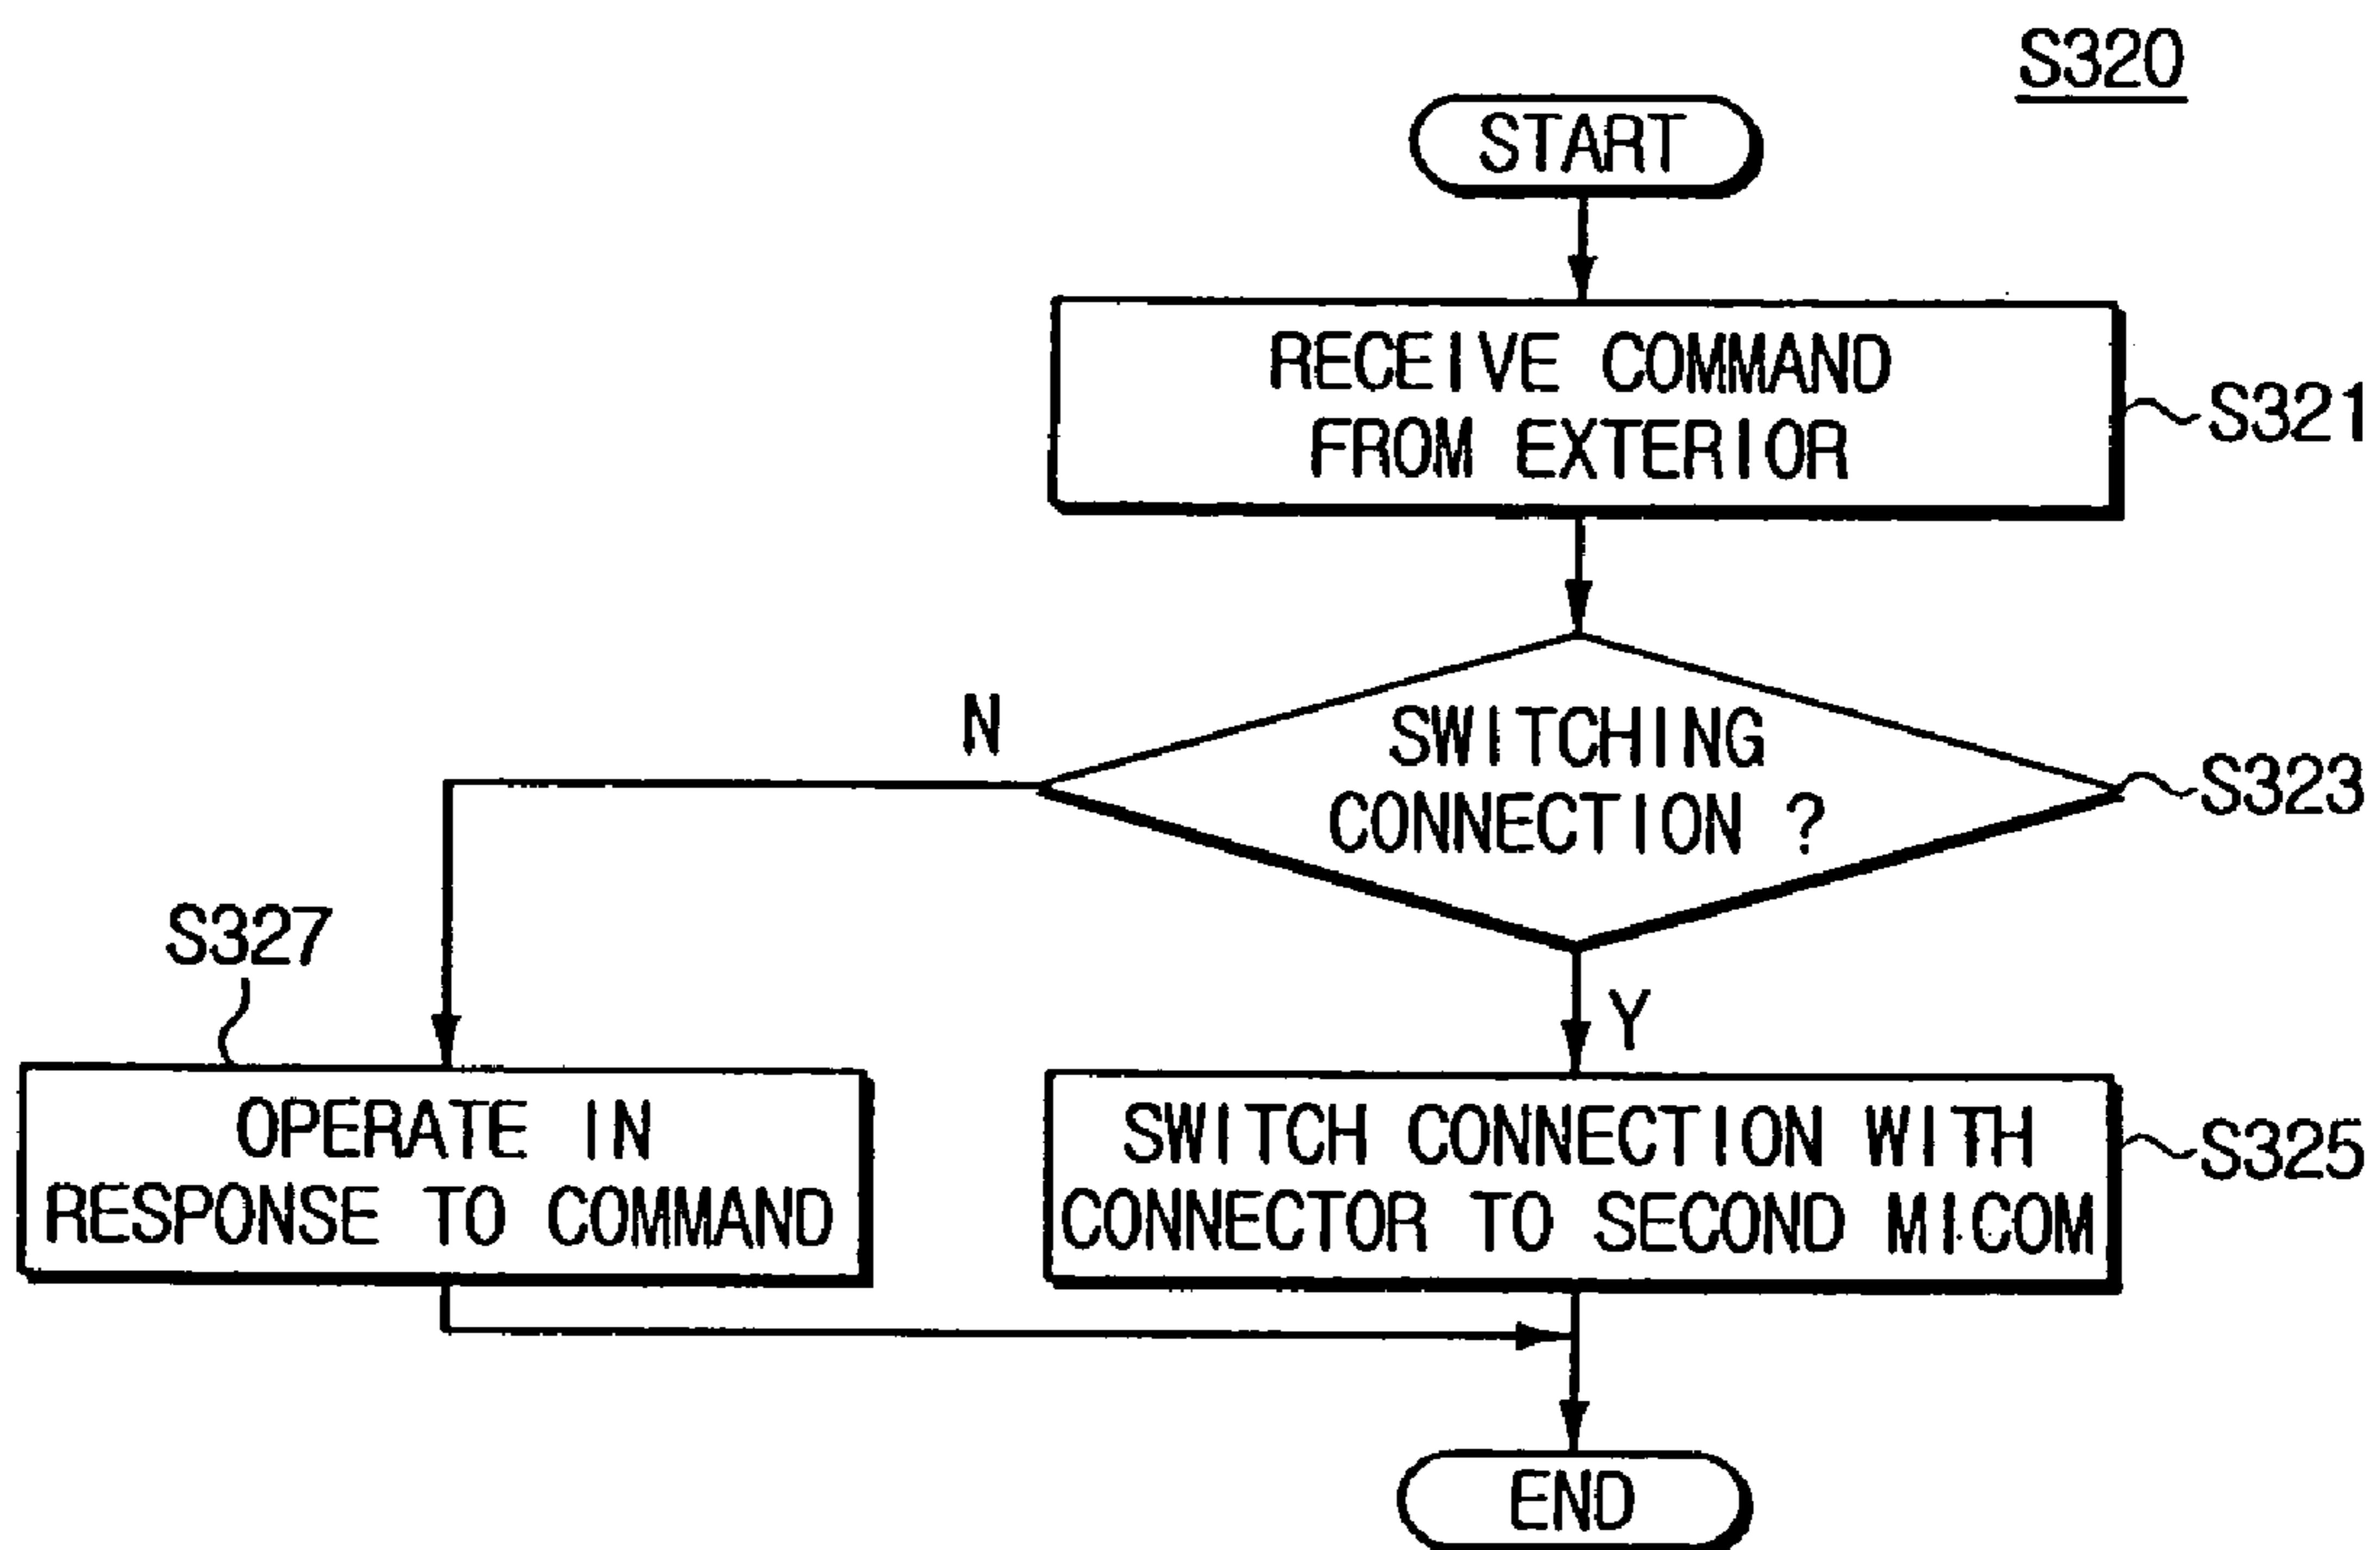 S320
START
RECEIVE COMMAND
FROM EXTERIOR
S321
SWITCHING
CONNECTION ?
S323
N
Y
S327
OPERATE IN
RESPONSE TO COMMAND
SWITCH CONNECTION WITH
CONNECTOR TO SECOND MICOM
S325
END